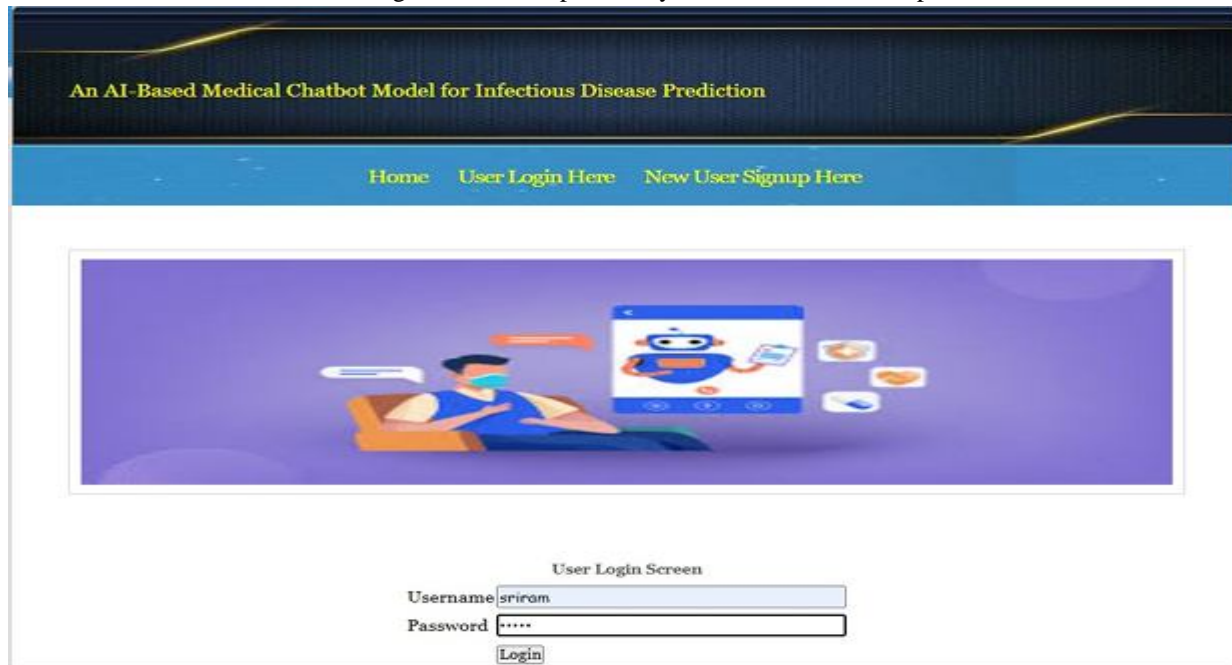 An AI-Based Medical Chatbot Model for Infectious Disease Prediction
Home User Login Here New User Signup Here
User Login Screen
Username sriram
Password •••••
Login